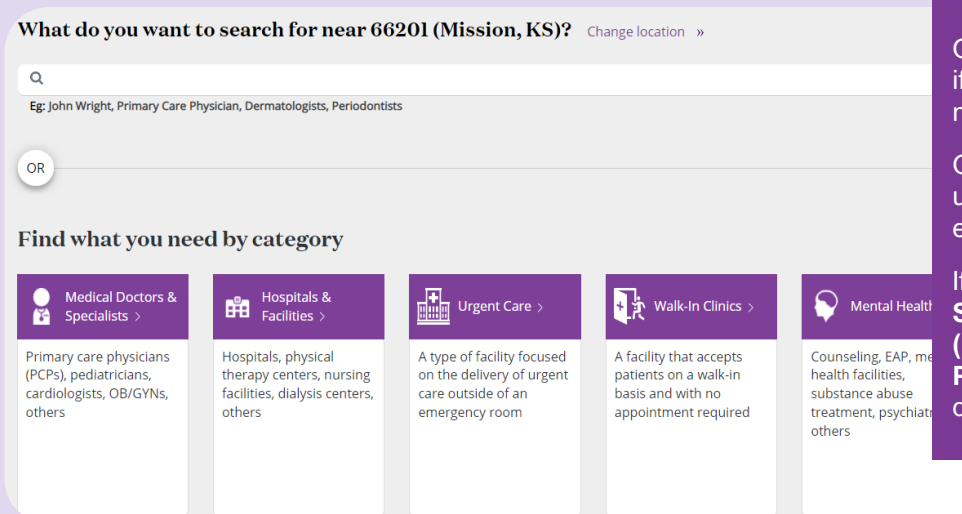 What do you want to search for near 66201 (Mission, KS)? Change location »
Eg: John Wright, Primary Care Physician, Dermatologists, Periodontists
OR
Find what you need by category
Medical Doctors &
Specialists >
Primary care physicians
(PCPs), pediatricians,
cardiologists, OB/GYNs,
others
Hospitals &
Facilities >
Hospitals, physical
therapy centers, nursing
facilities, dialysis centers,
others
Urgent Care >
A type of facility focused
on the delivery of urgent
care outside of an
emergency room
Walk-In Clinics >
A facility that accepts
patients on a walk-in
basis and with no
appointment required
Mental Health
Counseling, EAP, me
health facilities,
substance abuse
treatment, psychiatr
others